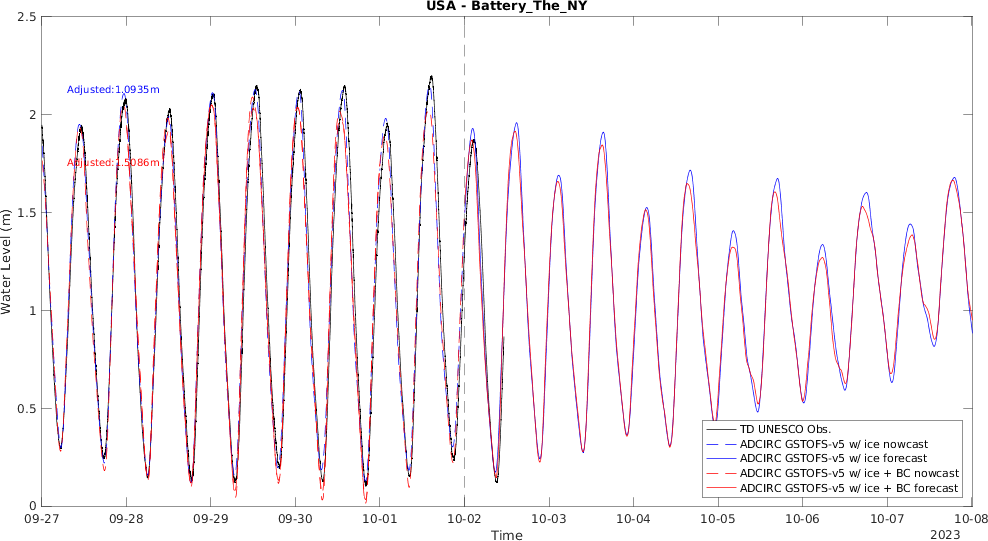 USA - Battery_The_NY
2.5
2
1.5
1
0.5
0
Water Level (m)
Adjusted:1.0935m
Adjusted:1.5086m
TD UNESCO Obs.
ADCIRC GSTOFS-v5 w/ ice nowcast
ADCIRC GSTOFS-v5 w/ ice forecast
ADCIRC GSTOFS-v5 w/ ice + BC nowcast
ADCIRC GSTOFS-v5 w/ ice + BC forecast
09-27 09-28 09-29 09-30 10-01 10-02 10-03 10-04 10-05 10-06 10-07 10-08
Time
2023